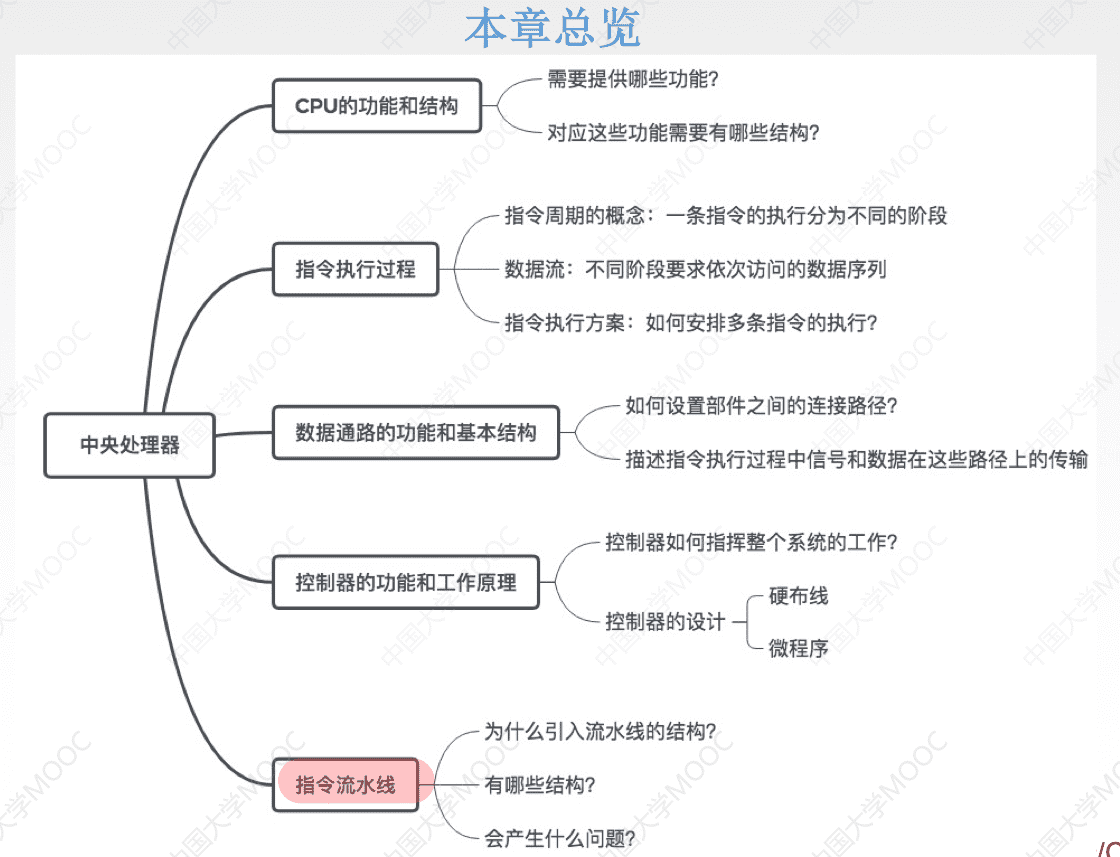 本章总览
CPU的功能和结构
需要提供哪些功能?
对应这些功能需要有哪些结构?
指令执行过程
指令周期的概念：一条指令的执行分为不同的阶段
数据流：不同阶段要求依次访问的数据序列
指令执行方案：如何安排多条指令的执行?
中央处理器
数据通路的功能和基本结构
如何设置部件之间的连接路径?
描述指令执行过程中信号和数据在这些路径上的传输
控制器的功能和工作原理
控制器如何指挥整个系统的工作?
控制器的设计
硬布线
微程序
指令流水线
为什么引入流水线的结构?
有哪些结构?
会产生什么问题?
中国大学MOOC